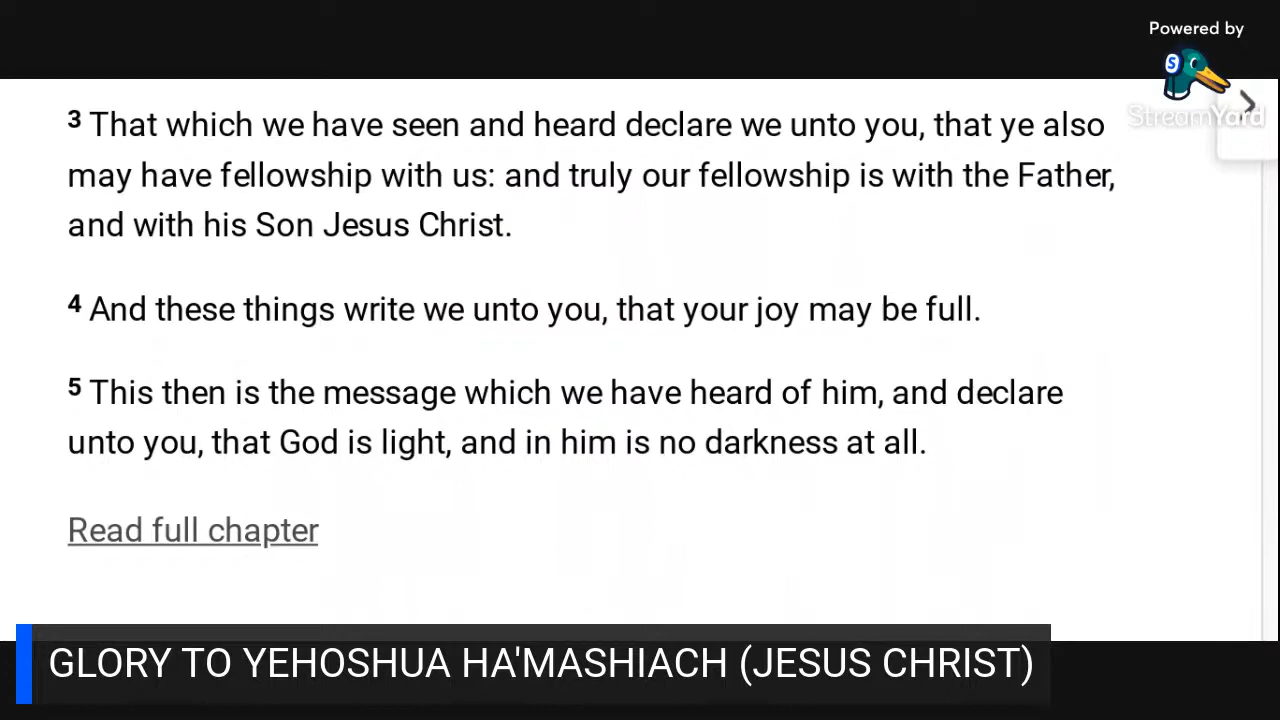 Powered by
S
StreamYard
3 That which we have seen and heard declare we unto you, that ye also
may have fellowship with us: and truly our fellowship is with the Father,
and with his Son Jesus Christ.
4 And these things write we unto you, that your joy may be full.
5 This then is the message which we have heard of him, and declare
unto you, that God is light, and in him is no darkness at all.
Read full chapter
GLORY TO YEHOSHUA HA'MASHIACH (JESUS CHRIST)